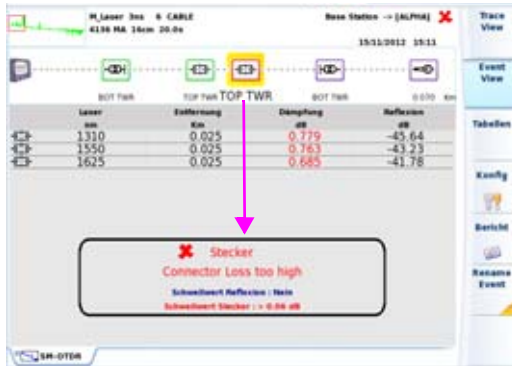 M_Laser 3ns 6 CABLE Base Station -> [ALPHA]
4136 MA 16cm 20.0s
15/11/2012 15:11
BOT TWR TOP TWR TOP TWR BOT TWR 0.070 km
Laser Entfernung Dämpfung Reflexion
nm Km dB dB
1310 0.025 0.779 -45.64
1550 0.025 0.763 -43.23
1625 0.025 0.685 -41.78
Stecker
Connector Loss too high
Schwellwert Reflexion : Nein
Schwellwert Stecker : > 0.06 dB
SM-OTDR
Trace
View
Event
View
Tabellen
Konfig
Bericht
Rename
Event